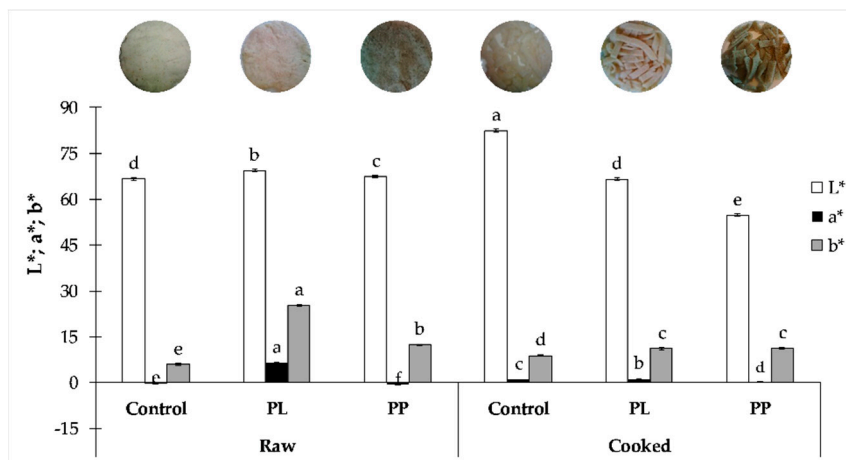 90
a
b
c
d
d
75
e
60
L*
a*
L*; a*; b*
45
b*
30
a
b
c
c
15
a
d
e
c
b
d
e
f
0
Control
PL
PP
Control
PL
PP
-15
Raw
Cooked